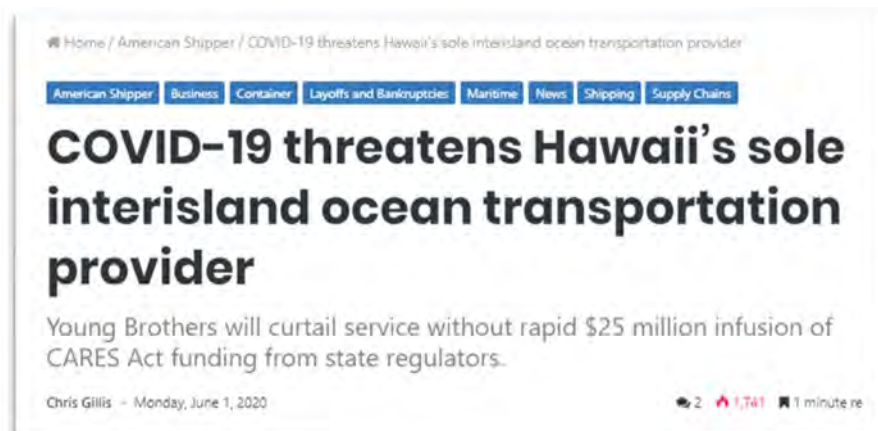 Home / American Shipper / COVID-19 threatens Hawaii's sole interisland ocean transportation provider
American Shipper Business Container Layoffs and Bankruptcies Maritime News Shipping Supply Chains
COVID-19 threatens Hawaii's sole
interisland ocean transportation
provider
Young Brothers will curtail service without rapid $25 million infusion of
CARES Act funding from state regulators.
Chris Gillis - Monday, June 1, 2020 2 1,741 1 minute re